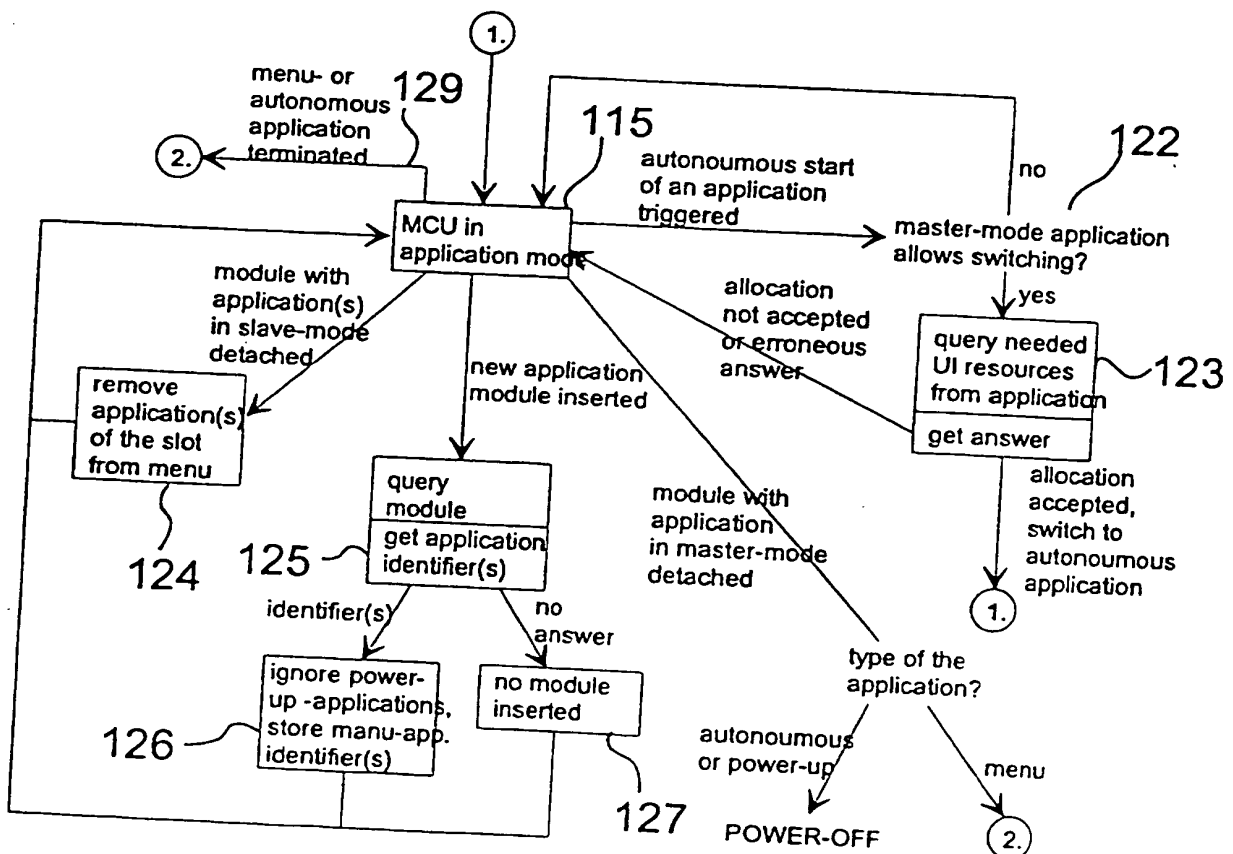 1.
menu- or
autonomous
application
terminated
129
2.
115
autonoumous start
of an application
triggered
no
122
MCU in
application mode
master-mode application
allows switching?
module with
application(s)
in slave-mode
detached
allocation
not accepted
or erroneous
answer
yes
query needed
UI resources
from application
get answer
123
new application
module inserted
remove
application(s)
of the slot
from menu
124
query
module
get application
identifier(s)
125
module with
application
in master-mode
detached
allocation
accepted,
switch to
autonoumous
application
1.
identifier(s)
no
answer
ignore power-
up -applications,
store manu-app.
identifier(s)
126
no module
inserted
127
type of the
application?
autonoumous
or power-up
menu
POWER-OFF
2.